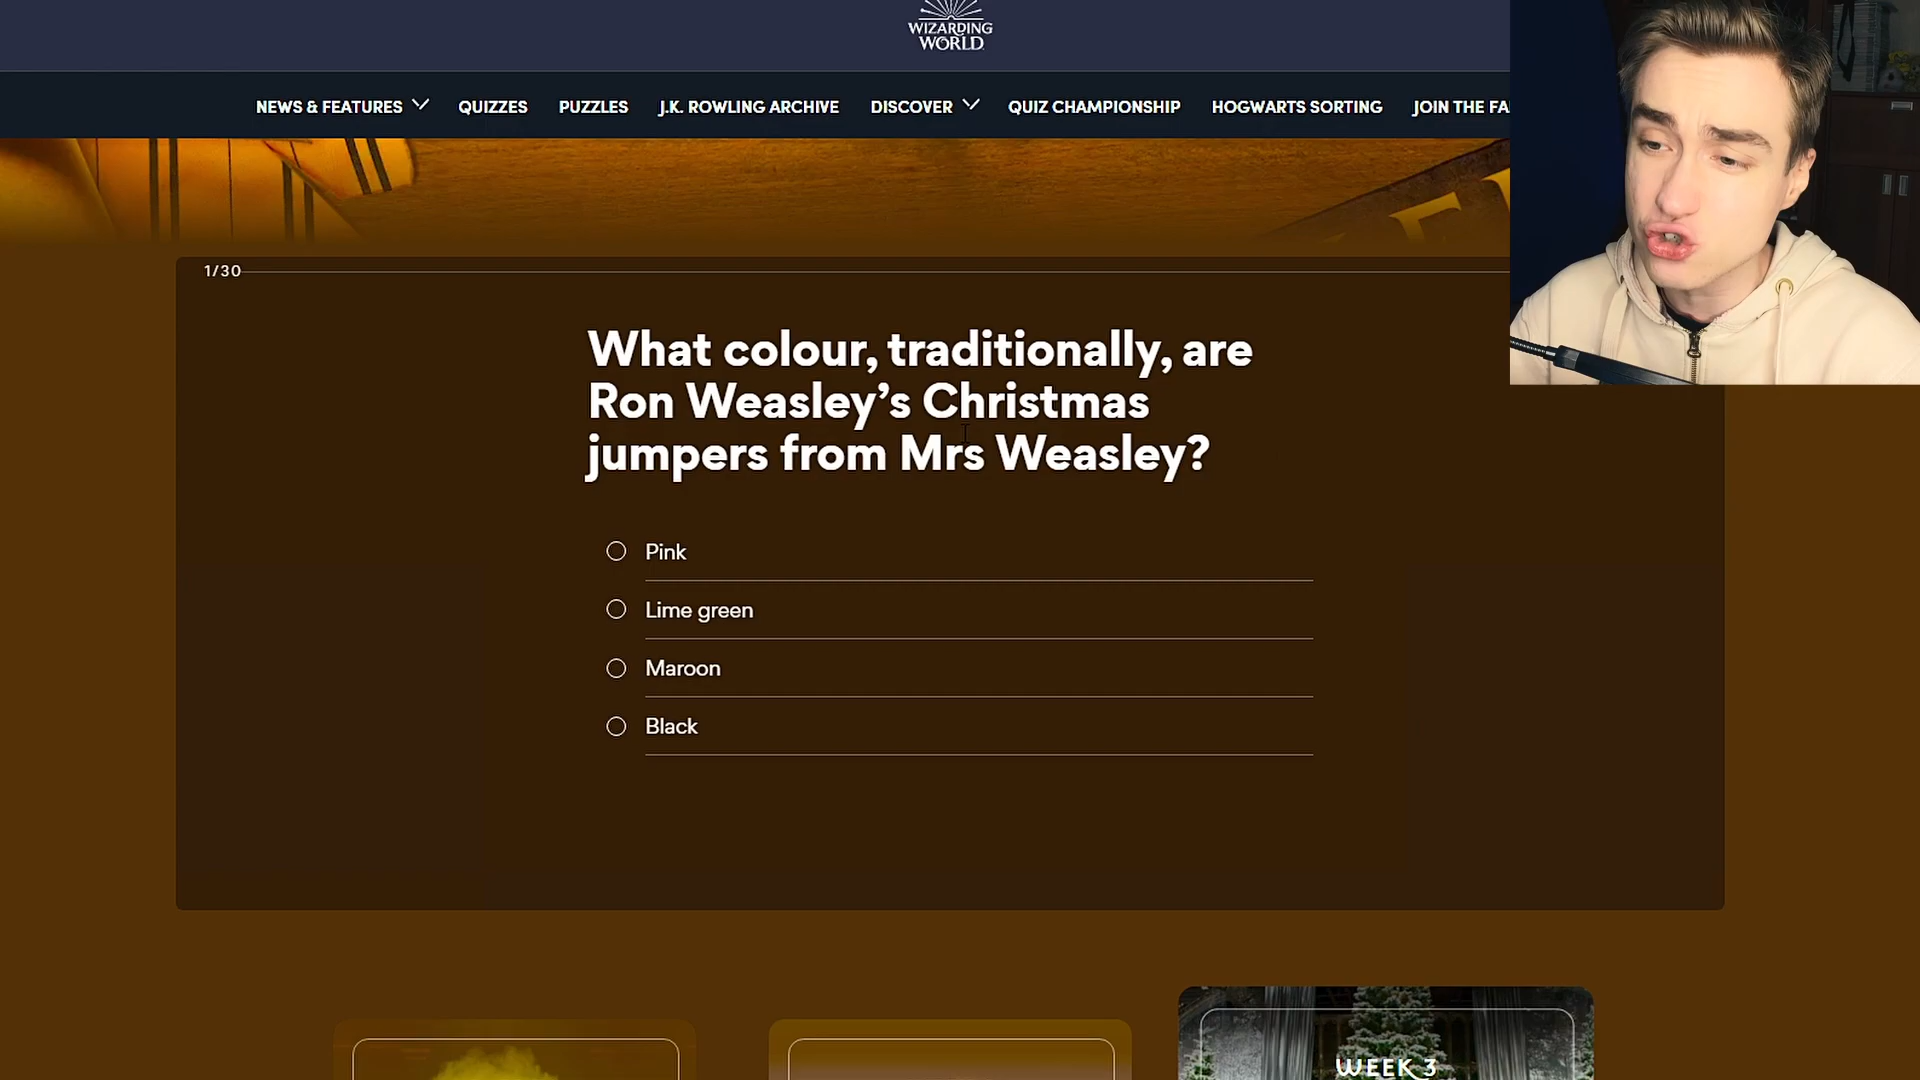 WIZARDING
WORLD
NEWS & FEATURES QUIZZES PUZZLES J.K. ROWLING ARCHIVE DISCOVER QUIZ CHAMPIONSHIP HOGWARTS SORTING JOIN THE
1/30
What colour, traditionally, are
Ron Weasley’s Christmas
jumpers from Mrs Weasley?
Pink
Lime green
Maroon
Black
WEEK 3